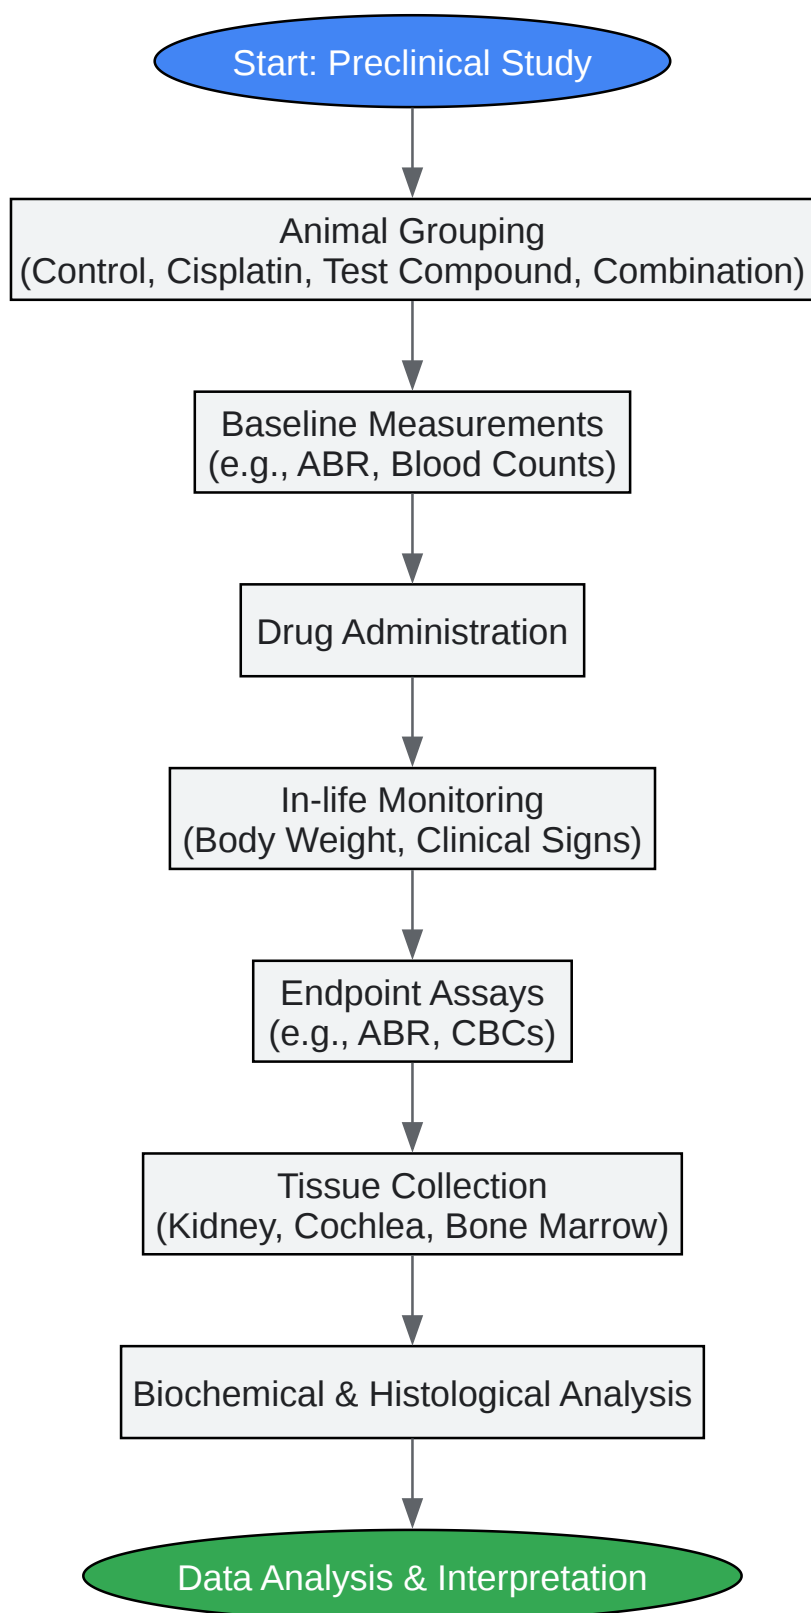 Start: Preclinical Study
Animal Grouping
(Control, Cisplatin, Test Compound, Combination)
Baseline Measurements
(e.g., ABR, Blood Counts)
Drug Administration
In-life Monitoring
(Body Weight, Clinical Signs)
Endpoint Assays
(e.g., ABR, CBCs)
Tissue Collection
(Kidney, Cochlea, Bone Marrow)
Biochemical & Histological Analysis
Data Analysis & Interpretation